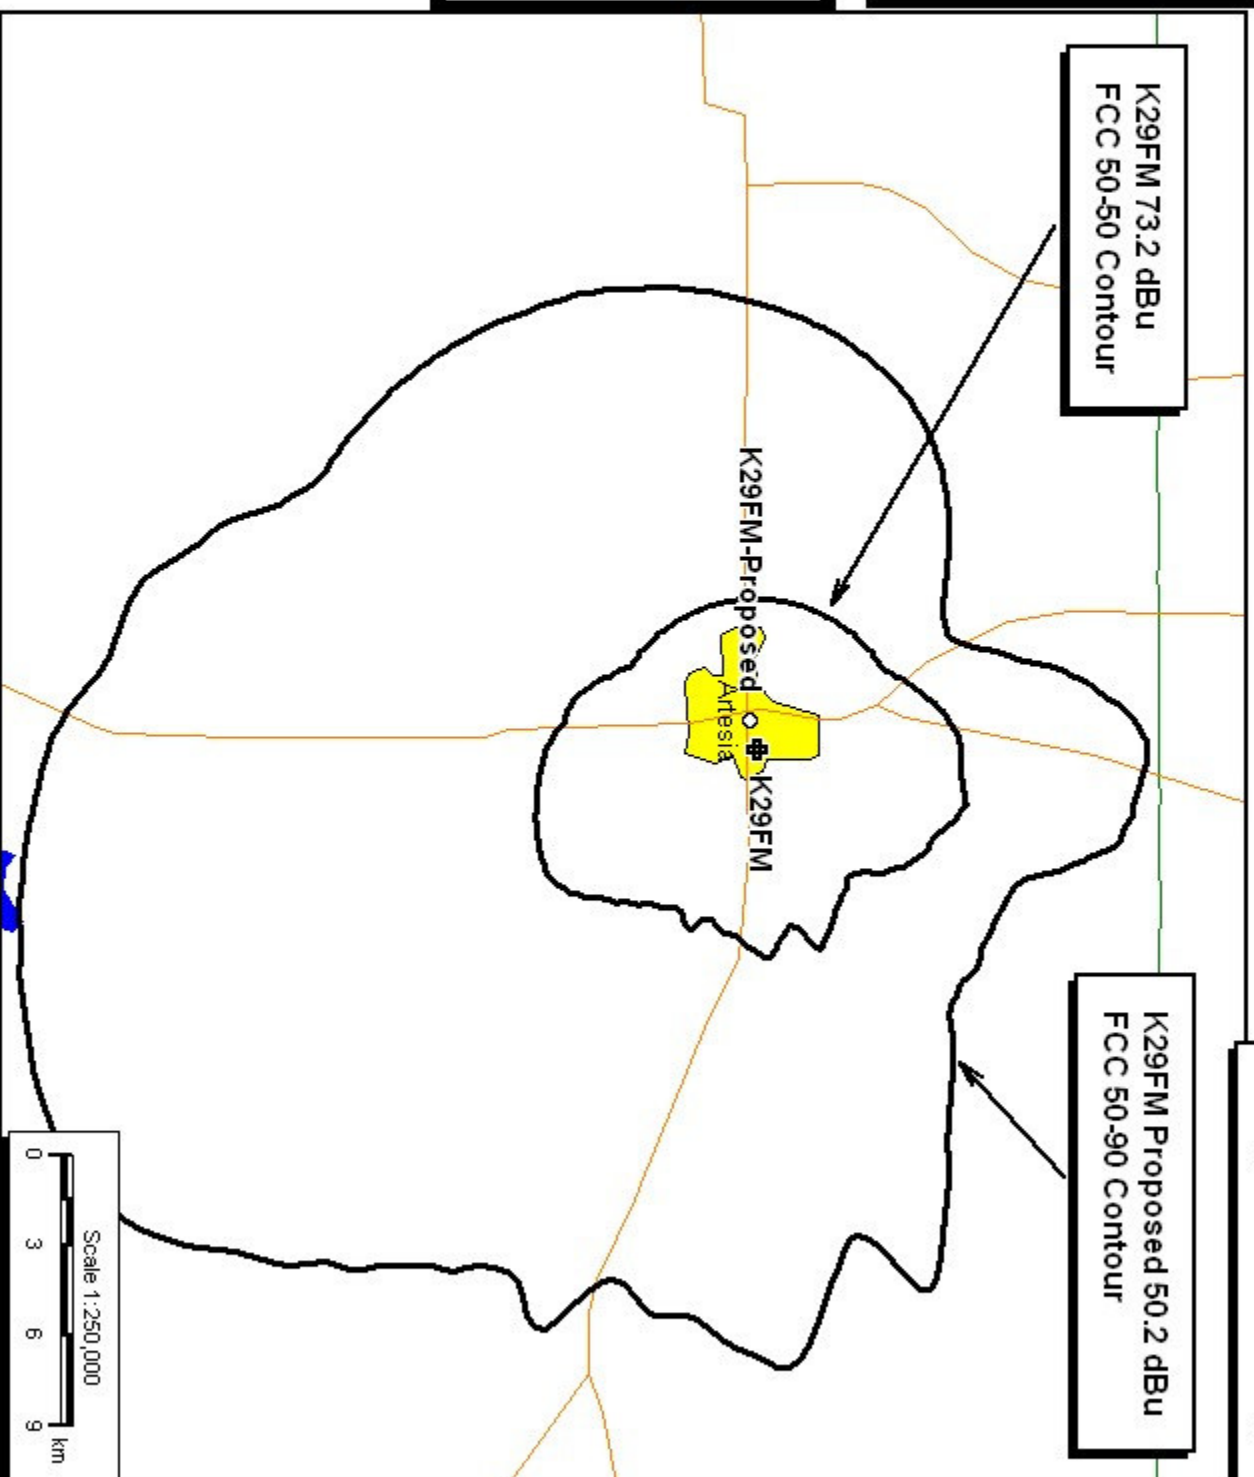 K29FM 73.2 dBu
FCC 50-50 Contour
K29FM Proposed 50.2 dBu
FCC 50-90 Contour
K29FM-Proposed
K29FM
Artesia
Scale 1:250,000
0 3 6 9 km